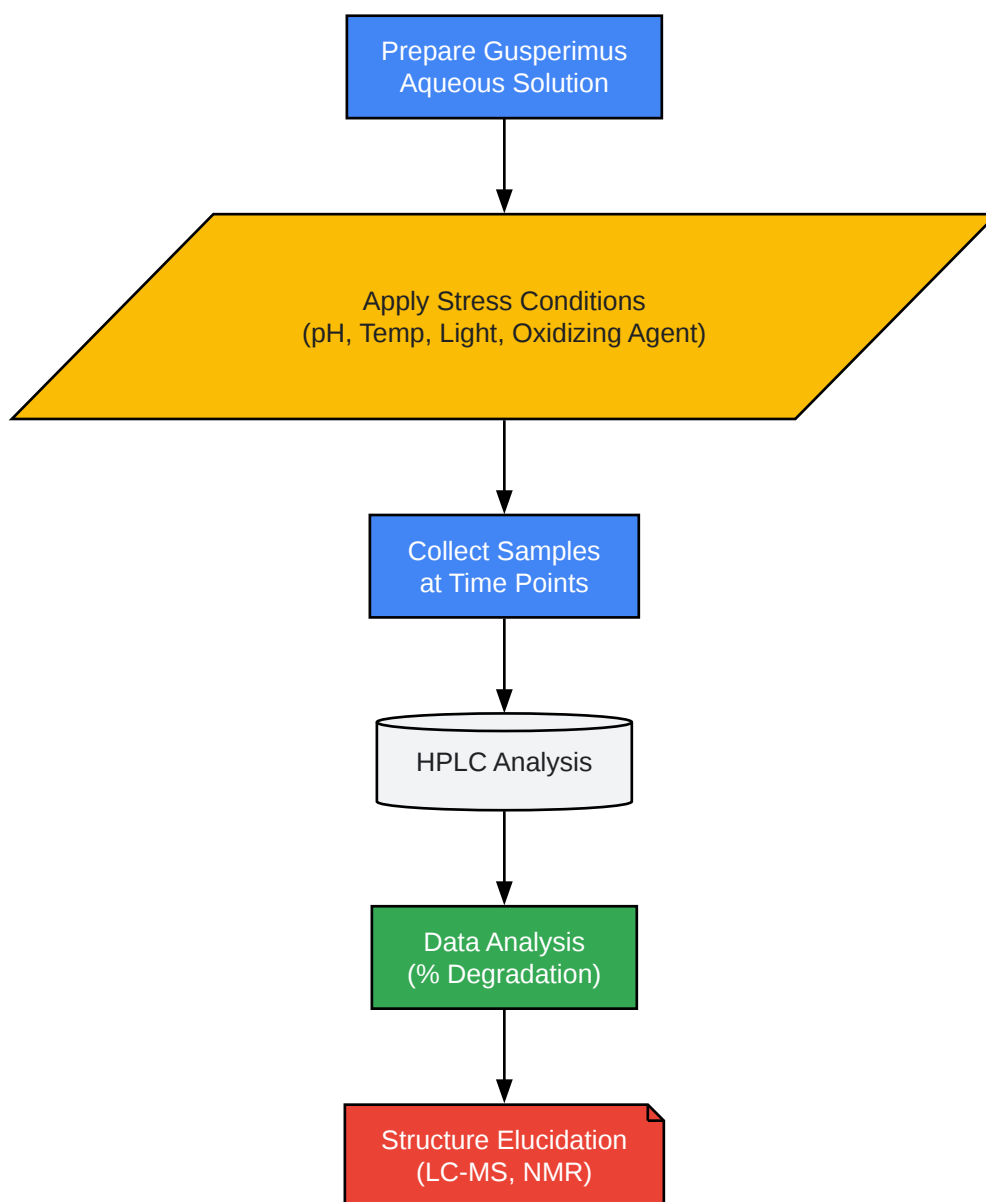 Prepare Gusperimus
Aqueous Solution
Apply Stress Conditions
(pH, Temp, Light, Oxidizing Agent)
Collect Samples
at Time Points
HPLC Analysis
Data Analysis
(% Degradation)
Structure Elucidation
(LC-MS, NMR)